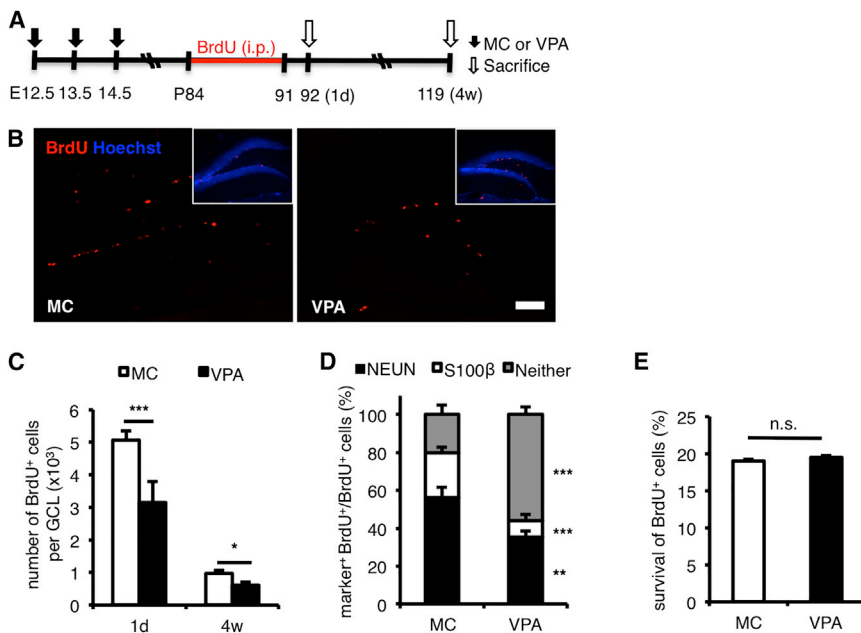 A
BrdU (i.p.)
MC or VPA
Sacrifice
E12.5 13.5 14.5 P84 91 92 (1d) 119 (4w)
B
BrdU Hoechst
MC
VPA
C
MC VPA
number of BrdU⁺ cells
per GCL (x10³)
6
5
4
3
2
1
0
***
*
1d 4w
D
NEUN S100β Neither
marker⁺ BrdU⁺/BrdU⁺ cells (%)
100
80
60
40
20
0
***
***
**
MC VPA
E
survival of BrdU⁺ cells (%)
25
20
15
10
5
0
n.s.
MC VPA